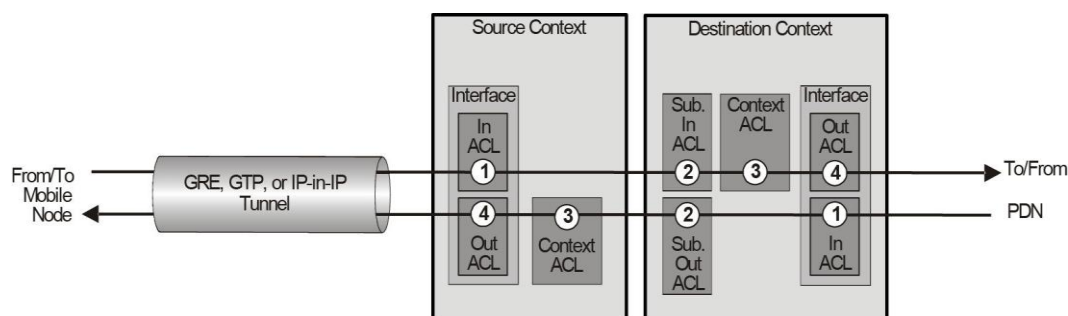 Source Context
Destination Context
Interface
In
ACL
1
4
Out
ACL
3
Context
ACL
Sub.
In
ACL
2
Context
ACL
3
Interface
Out
ACL
4
2
Sub.
Out
ACL
1
In
ACL
From/To
Mobile
Node
GRE, GTP, or IP-in-IP
Tunnel
To/From
PDN